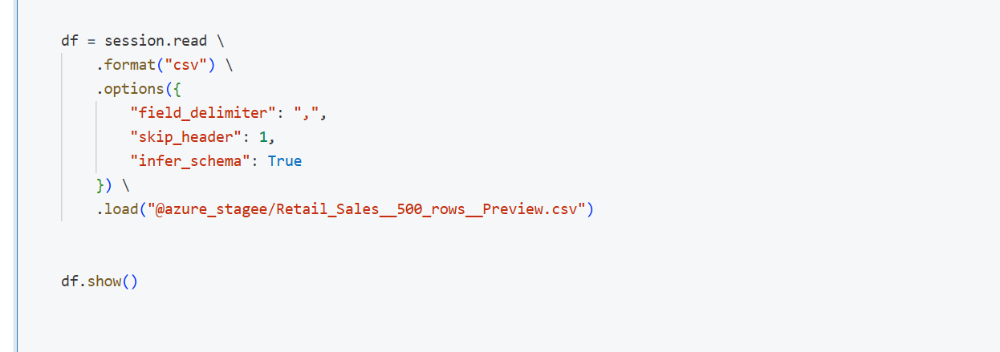 df = session.read \
.format("csv") \
.options({
"field_delimiter": ",",
"skip_header": 1,
"infer_schema": True
}) \
.load("@azure_stagee/Retail_Sales__500_rows__Preview.csv")
df.show()